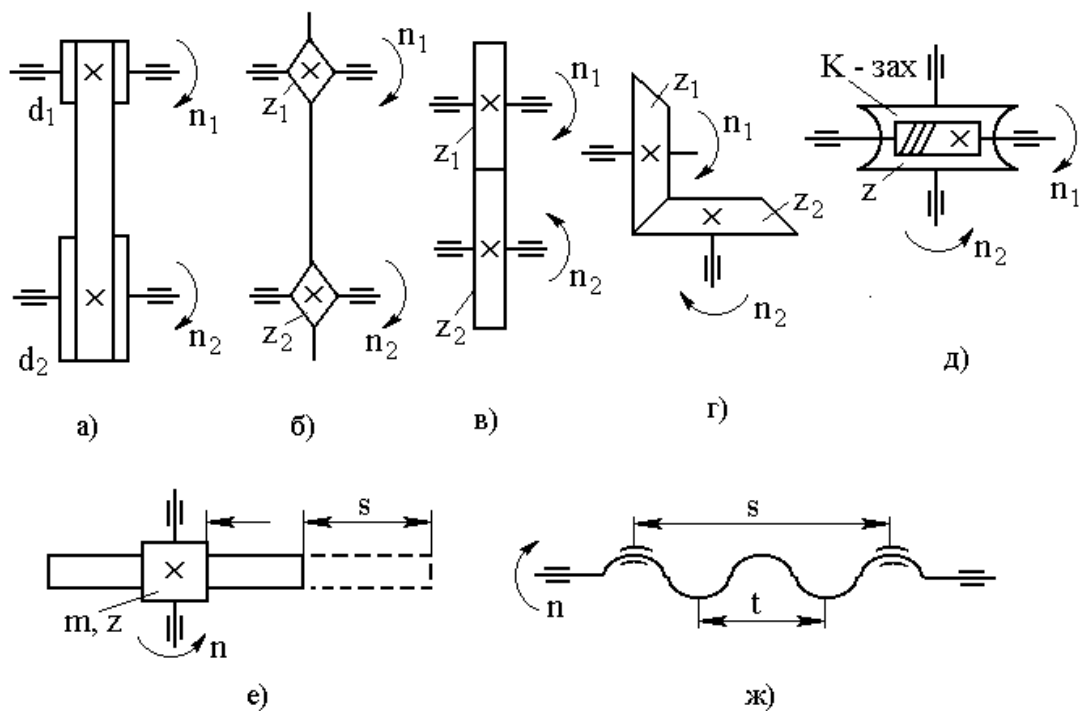 d₁
n₁
d₂
n₂
а)
z₁
n₁
z₂
n₂
б)
z₁
n₁
z₂
n₂
в)
z₁
n₁
z₂
n₂
г)
K - зах
z
n₁
n₂
д)
s
m, z
n
е)
s
t
n
ж)